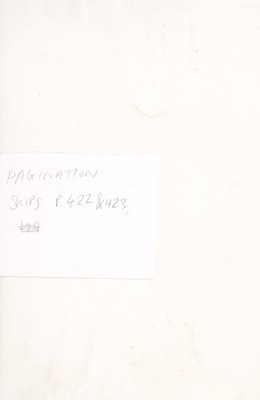 PAGINATION
SKIPS P. 422 & 423,